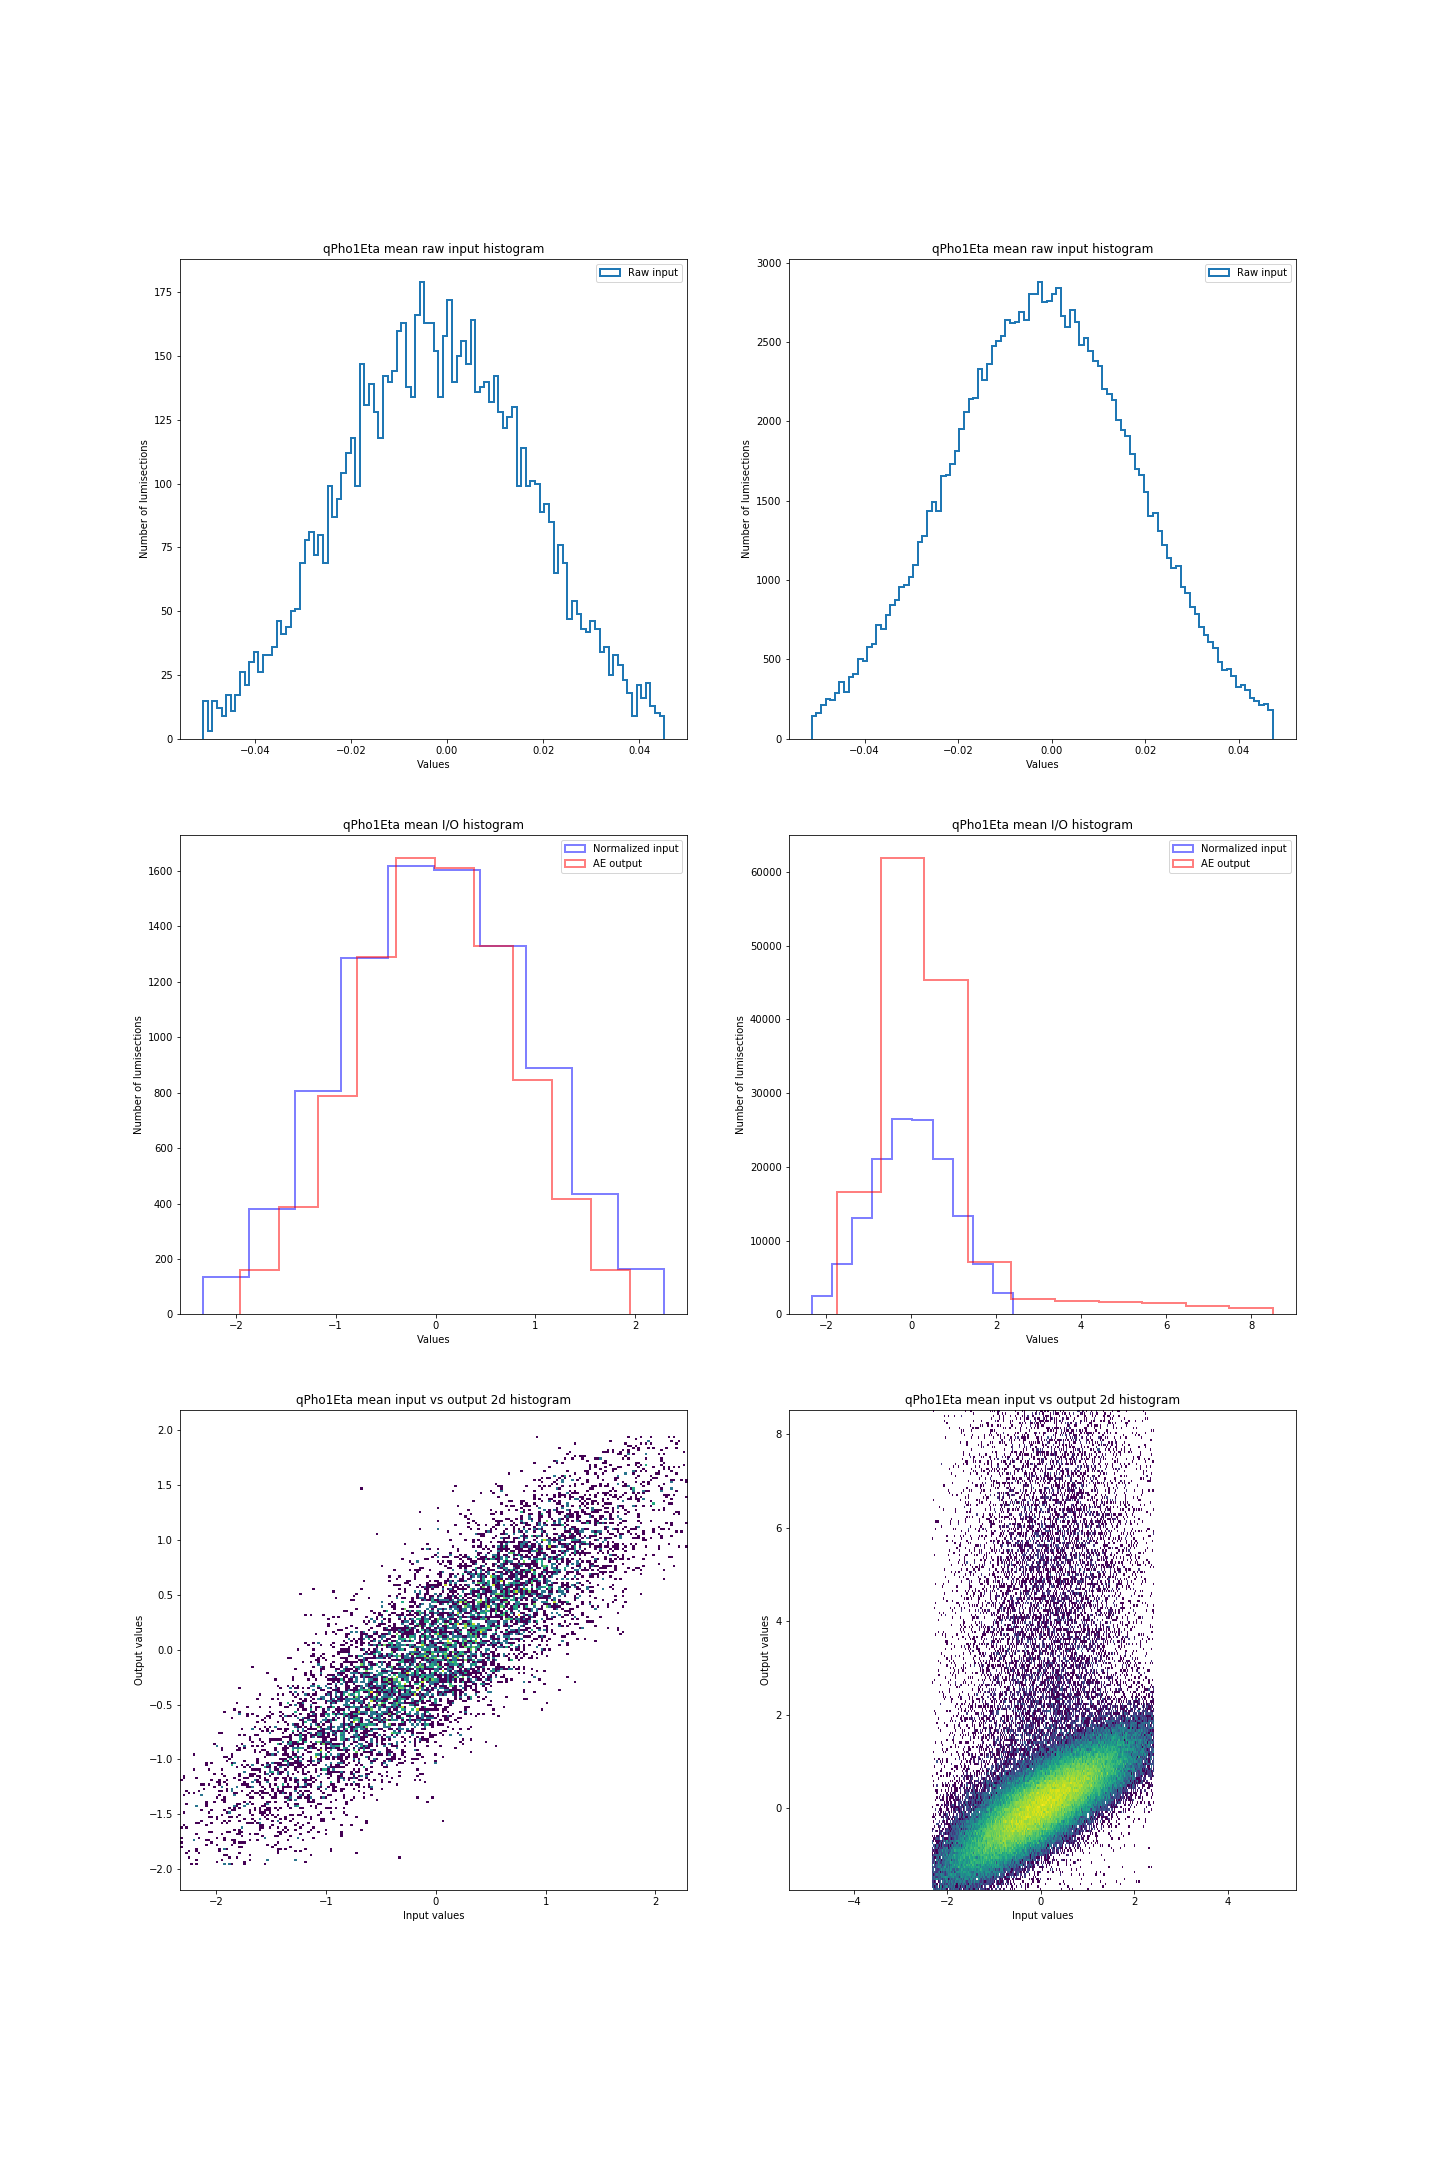 qPho1Eta mean raw input histogram
Raw input
175
150
125
100
75
50
25
0
Number of lumisections
−0.04 −0.02 0.00 0.02 0.04
Values
qPho1Eta mean raw input histogram
Raw input
3000
2500
2000
1500
1000
500
0
Number of lumisections
−0.04 −0.02 0.00 0.02 0.04
Values
qPho1Eta mean I/O histogram
Normalized input
AE output
1600
1400
1200
1000
800
600
400
200
0
Number of lumisections
−2 −1 0 1 2
Values
qPho1Eta mean I/O histogram
Normalized input
AE output
60000
50000
40000
30000
20000
10000
0
Number of lumisections
−2 0 2 4 6 8
Values
qPho1Eta mean input vs output 2d histogram
2.0
1.5
1.0
0.5
0.0
−0.5
−1.0
−1.5
−2.0
Output values
−2 −1 0 1 2
Input values
qPho1Eta mean input vs output 2d histogram
8
6
4
2
0
Output values
−4 −2 0 2 4
Input values